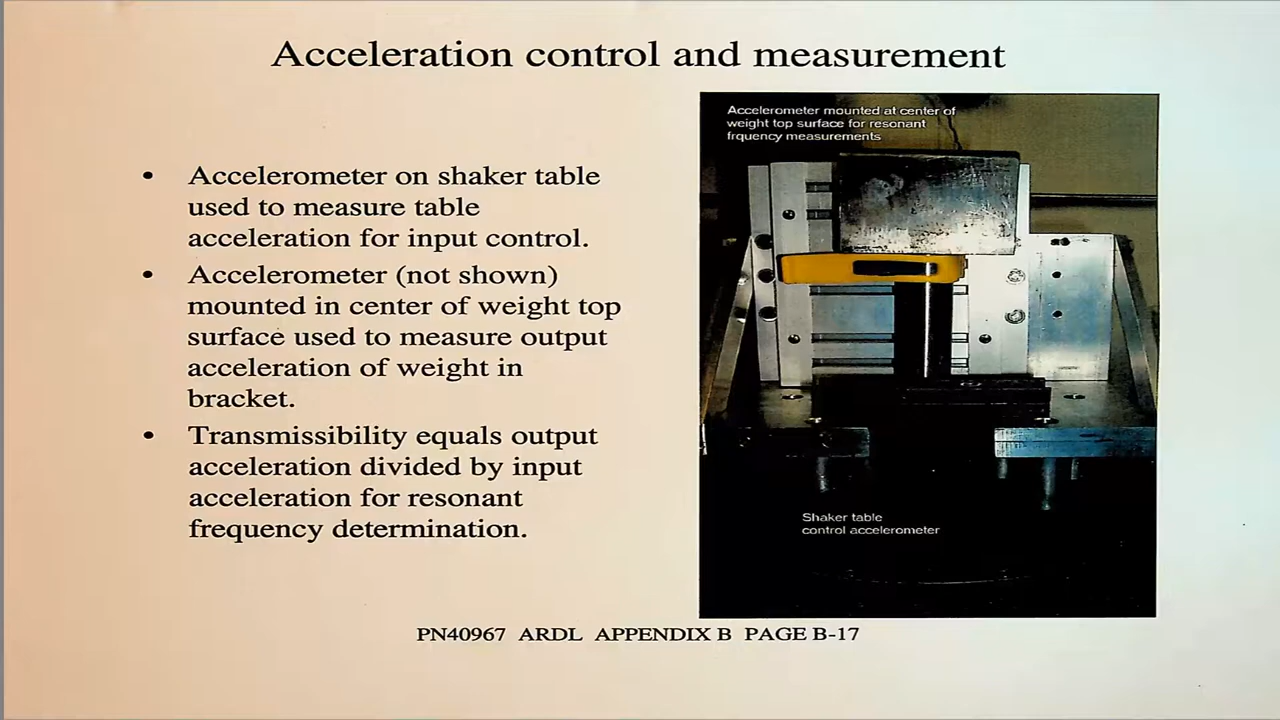 Acceleration control and measurement
• Accelerometer on shaker table
used to measure table
acceleration for input control.
• Accelerometer (not shown)
mounted in center of weight top
surface used to measure output
acceleration of weight in
bracket.
• Transmissibility equals output
acceleration divided by input
acceleration for resonant
frequency determination.
Accelerometer mounted at center of
weight top surface for resonant
frquency measurements
Shaker table
control accelerometer
PN40967 ARDL APPENDIX B PAGE B-17